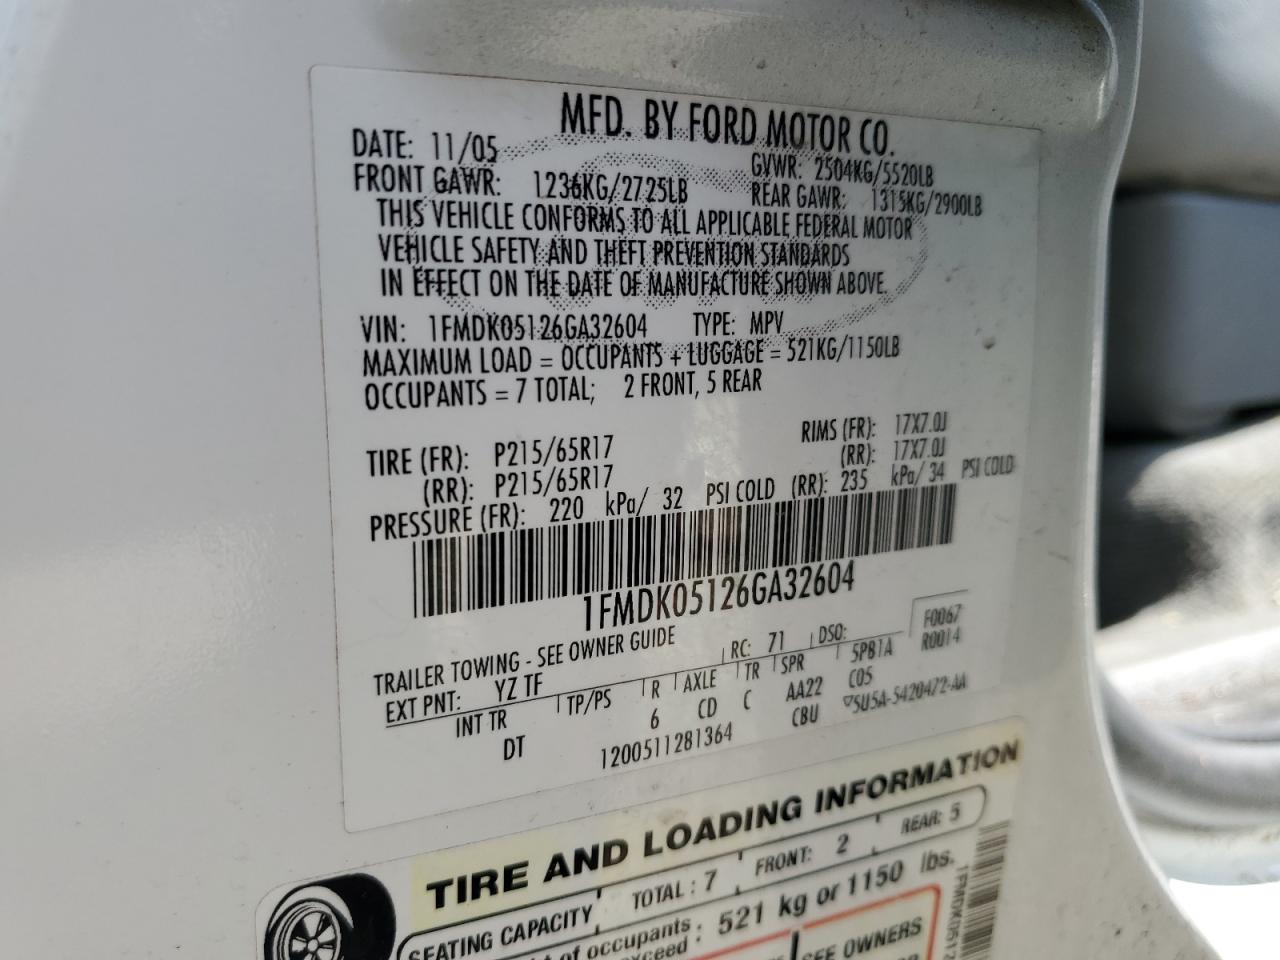 MFD. BY FORD MOTOR CO.
DATE: 11/05 GVWR: 2504KG/5520LB
FRONT GAWR: 1236KG/2725LB REAR GAWR: 1315KG/2900LB
THIS VEHICLE CONFORMS TO ALL APPLICABLE FEDERAL MOTOR
VEHICLE SAFETY AND THEFT PREVENTION STANDARDS
IN EFFECT ON THE DATE OF MANUFACTURE SHOWN ABOVE.
VIN: 1FMDK05126GA32604 TYPE: MPV
MAXIMUM LOAD = OCCUPANTS + LUGGAGE = 521KG/1150LB
OCCUPANTS = 7 TOTAL; 2 FRONT, 5 REAR
TIRE (FR): P215/65R17 RIMS (FR): 17X7.0J
(RR): P215/65R17 (RR): 17X7.0J
PRESSURE (FR): 220 kPa/ 32 PSI COLD (RR): 235 kPa/ 34 PSI COLD
1FMDK05126GA32604
TRAILER TOWING - SEE OWNER GUIDE
F0067
EXT PNT: YZ TF RC: 71 DSO: R0014
INT TR TP/PS R AXLE TR SPR 5P81A
DT 6 CD C AA22 C05
1200511281364 CBU ▽5U5A-5420472-AA
TIRE AND LOADING INFORMATION
SEATING CAPACITY TOTAL : 7 FRONT: 2 REAR: 5
of occupants
exceed : 521 kg or 1150 lbs.
SEE OWNERS
1FMDK0512